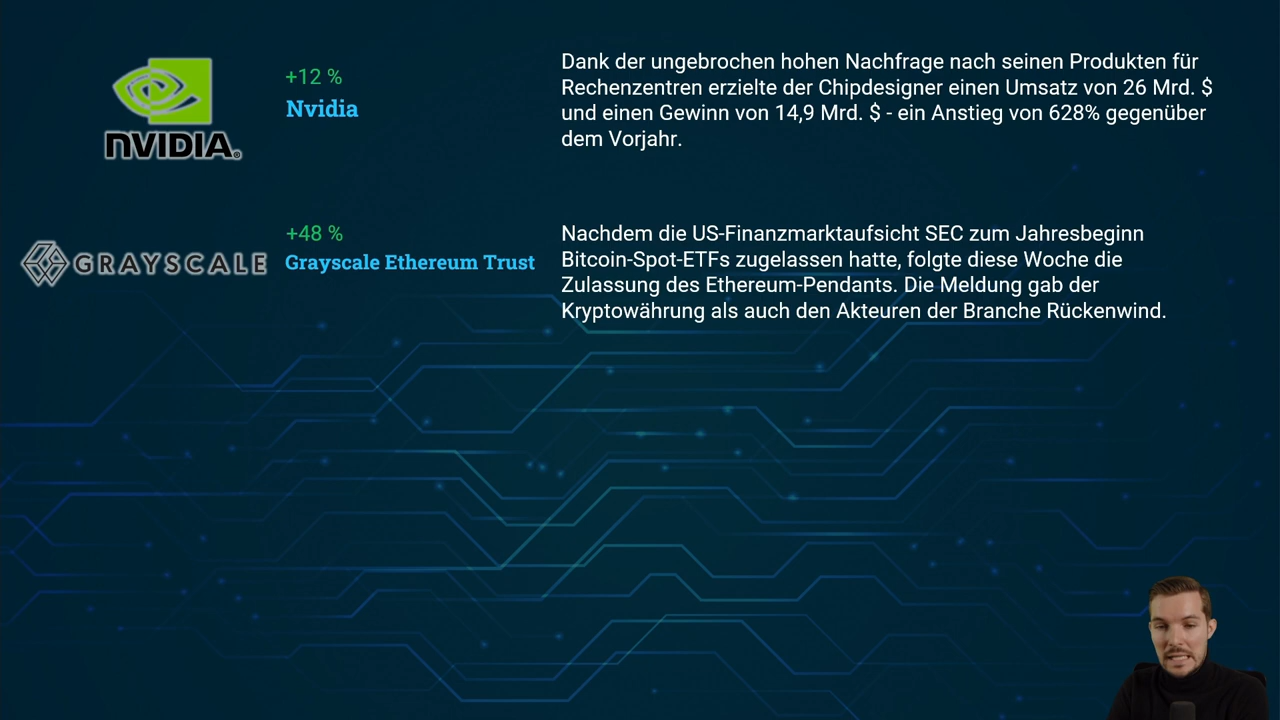 NVIDIA
+12 %
Nvidia
Dank der ungebrochen hohen Nachfrage nach seinen Produkten für
Rechenzentren erzielte der Chipdesigner einen Umsatz von 26 Mrd. $
und einen Gewinn von 14,9 Mrd. $ - ein Anstieg von 628% gegenüber
dem Vorjahr.
GRAYSCALE
+48 %
Grayscale Ethereum Trust
Nachdem die US-Finanzmarktaufsicht SEC zum Jahresbeginn
Bitcoin-Spot-ETFs zugelassen hatte, folgte diese Woche die
Zulassung des Ethereum-Pendants. Die Meldung gab der
Kryptowährung als auch den Akteuren der Branche Rückenwind.